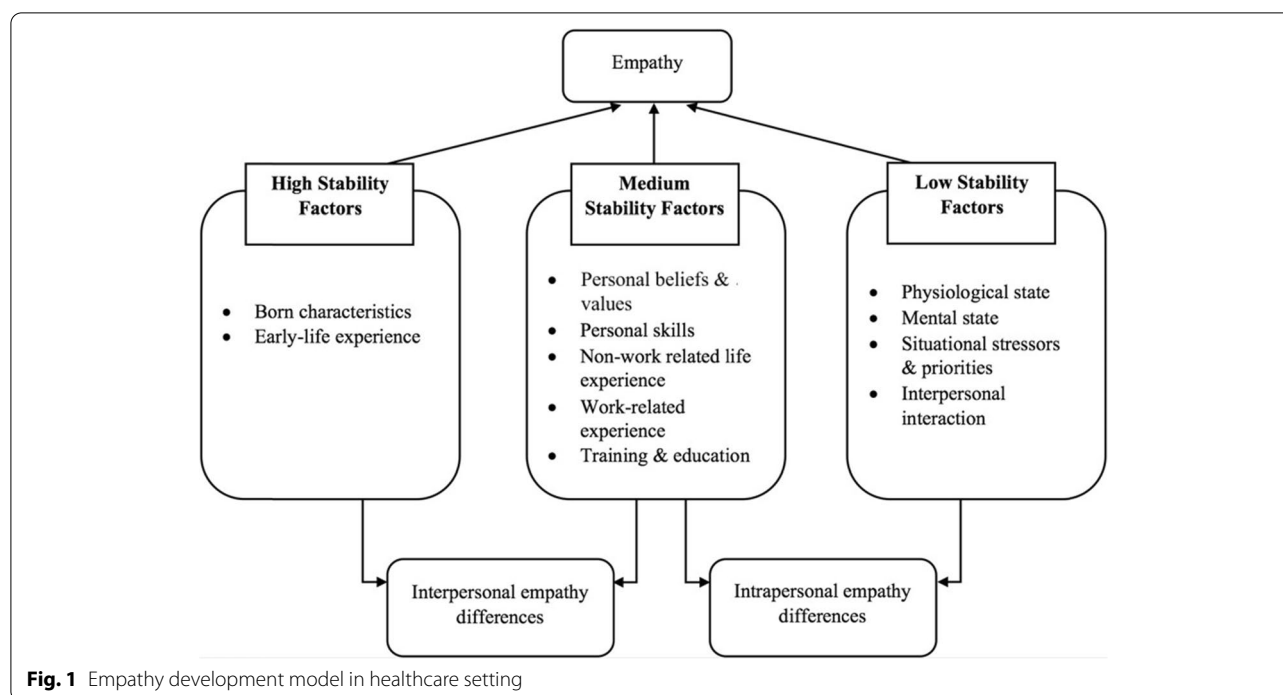 Empathy
High Stability
Factors
Medium
Stability Factors
Low Stability
Factors
• Born characteristics
• Early-life experience
• Personal beliefs &
values
• Personal skills
• Non-work related life
experience
• Work-related
experience
• Training & education
• Physiological state
• Mental state
• Situational stressors
& priorities
• Interpersonal
interaction
Interpersonal empathy
differences
Intrapersonal empathy
differences
Fig. 1 Empathy development model in healthcare setting